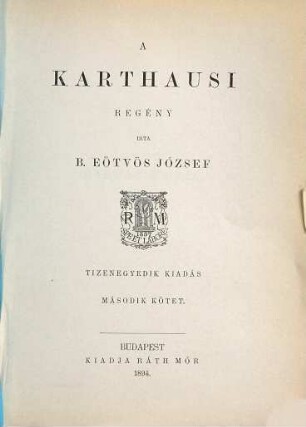 A
KARTHAUSI
REGÉNY
IRTA
B. EÖTVÖS JÓZSEF
R M
TIZENEGYEDIK KIADÁS
MÁSODIK KÖTET.
BUDAPEST
KIADJA RÁTH MÓR
1894.